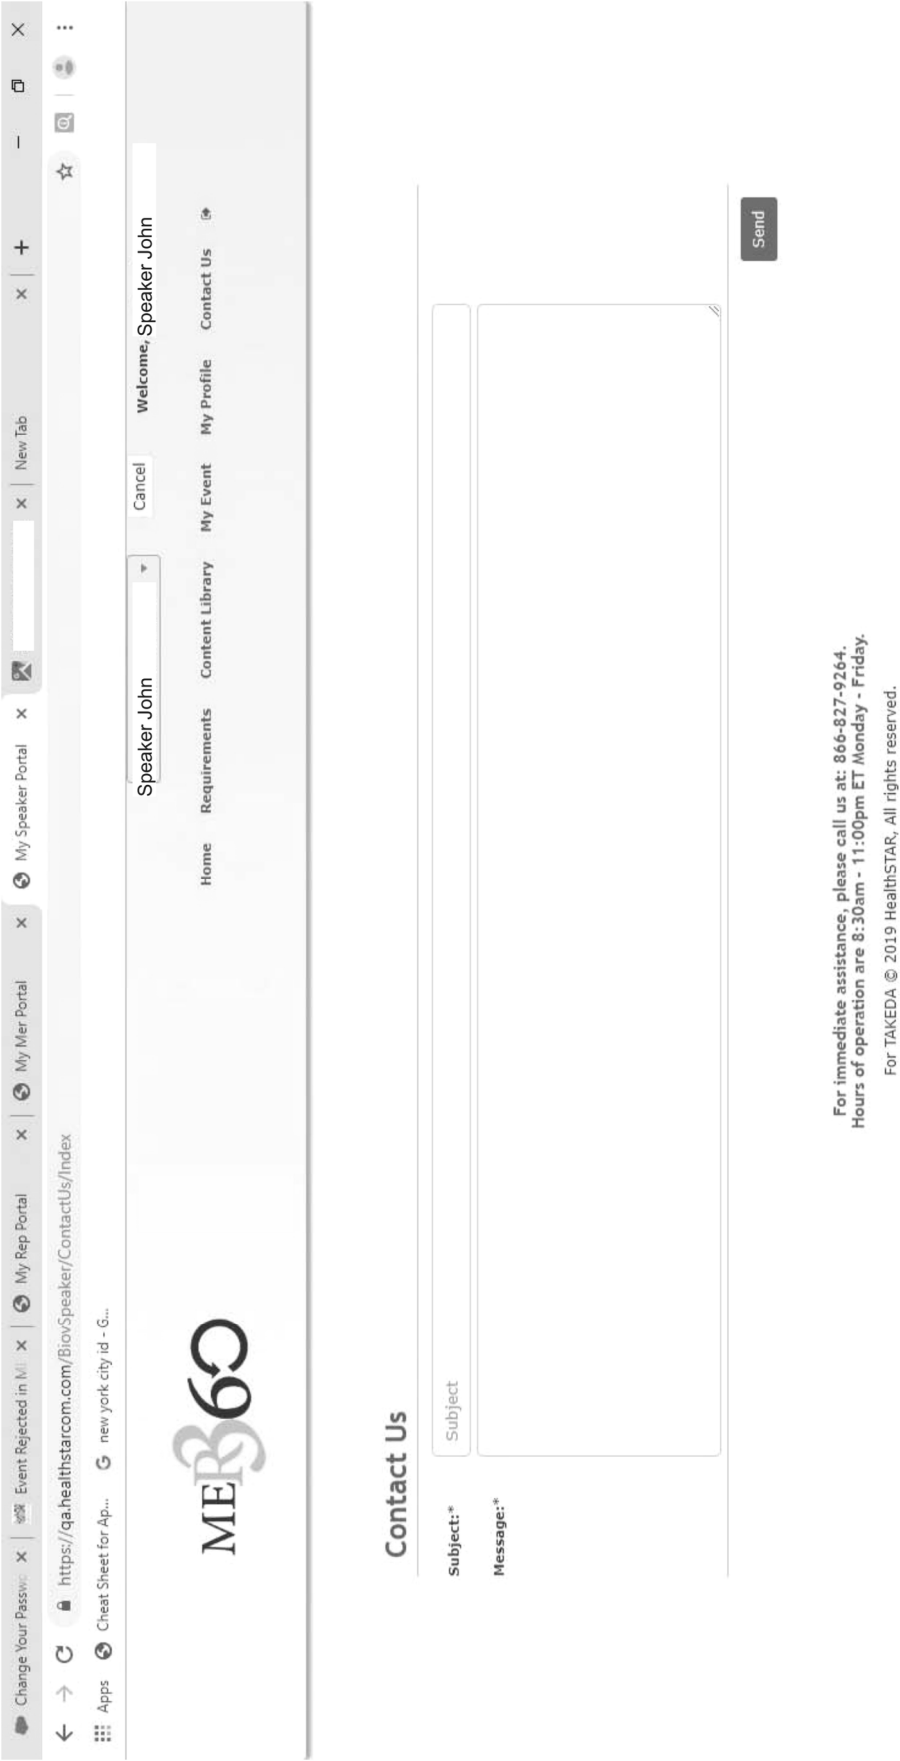 Change Your Passwo
Event Rejected in MI
My Rep Portal
My Mer Portal
My Speaker Portal
New Tab
https://qa.healthstarcom.com/BiovSpeaker/ContactUs/Index
Apps
Cheat Sheet for Ap...
new york city id - G...
Speaker John
Cancel
Welcome, Speaker John
MER360
Home Requirements Content Library My Event My Profile Contact Us
Contact Us
Subject:*
Subject
Message:*
Send
For immediate assistance, please call us at: 866-827-9264.
Hours of operation are 8:30am - 11:00pm ET Monday - Friday.
For TAKEDA © 2019 HealthSTAR, All rights reserved.